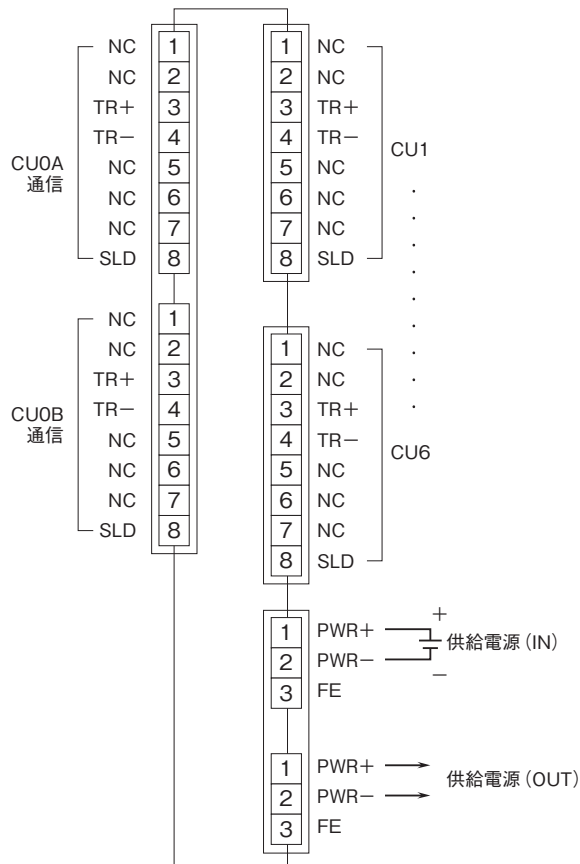 CU0A
通信
NC 1
NC 2
TR+ 3
TR− 4
NC 5
NC 6
NC 7
SLD 8
CU0B
通信
NC 1
NC 2
TR+ 3
TR− 4
NC 5
NC 6
NC 7
SLD 8
1 NC
2 NC
3 TR+
4 TR−
5 NC
6 NC
7 NC
8 SLD
CU1
1 NC
2 NC
3 TR+
4 TR−
5 NC
6 NC
7 NC
8 SLD
CU6
1 PWR+
2 PWR−
3 FE
+
−
供給電源（IN）
1 PWR+
2 PWR−
3 FE
供給電源（OUT）